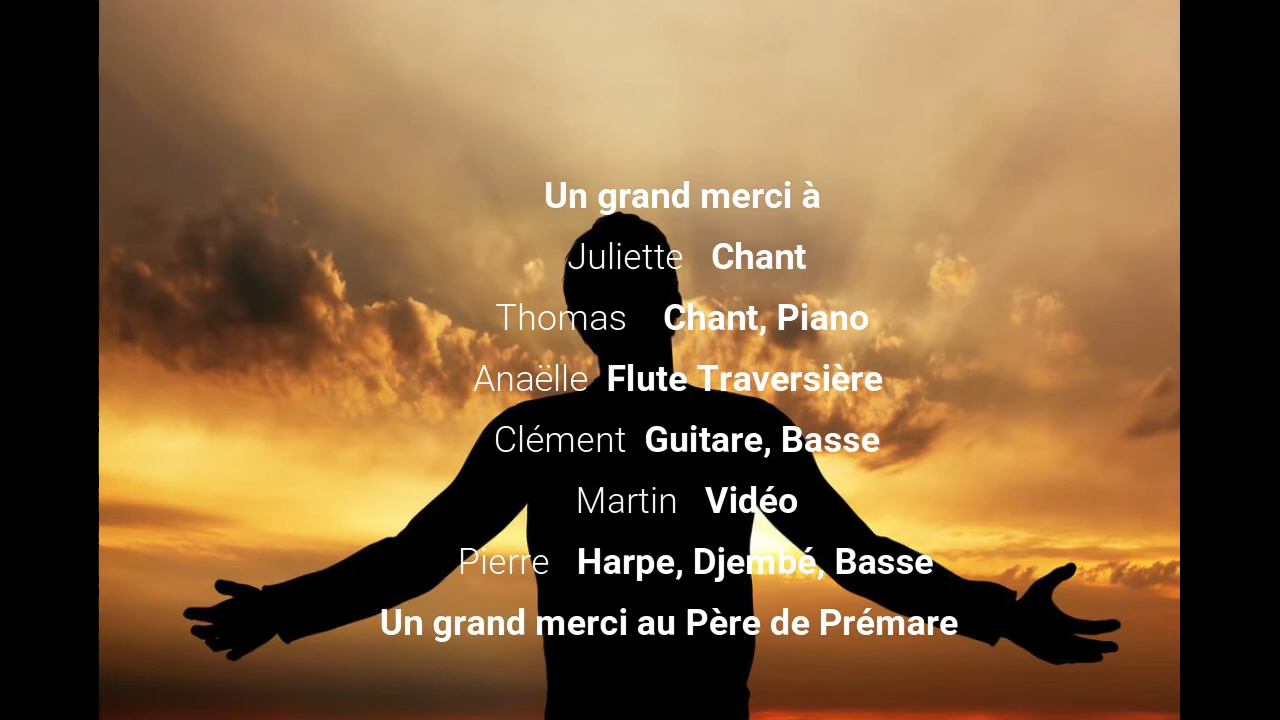 Un grand merci à
Juliette Chant
Thomas Chant, Piano
Anaëlle Flute Traversière
Clément Guitare, Basse
Martin Vidéo
Pierre Harpe, Djembé, Basse
Un grand merci au Père de Prémare